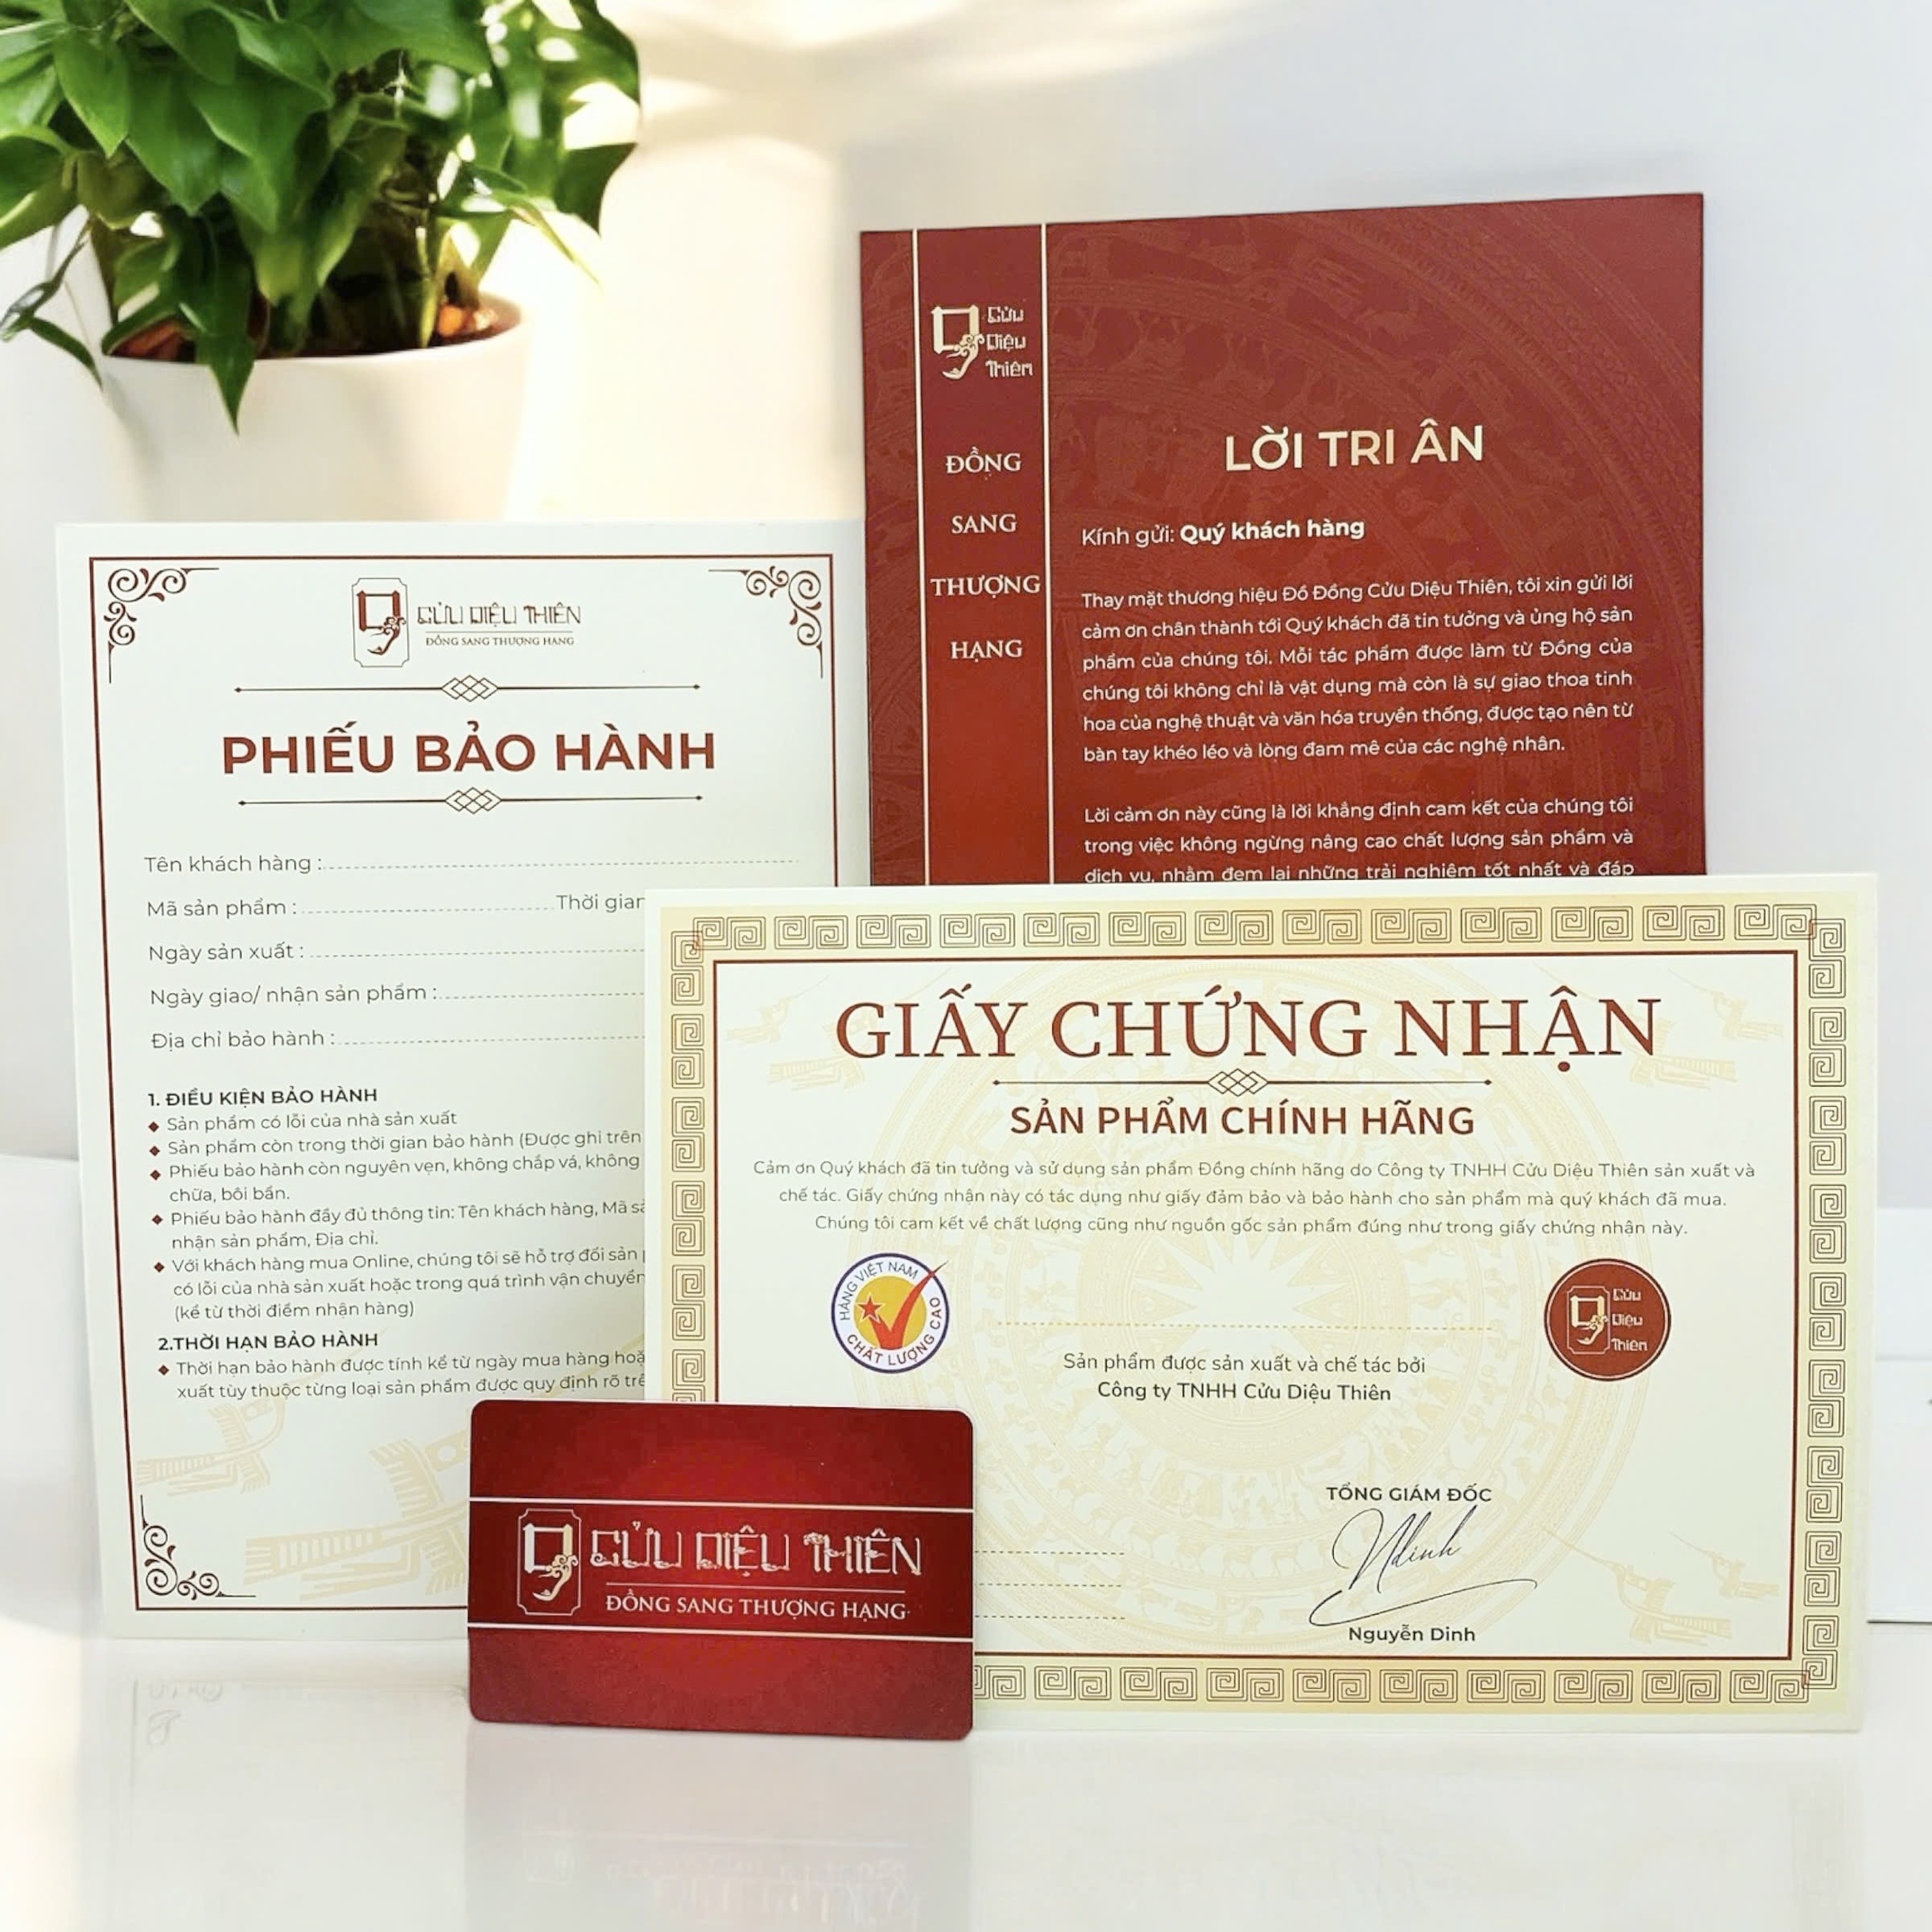 Cửu
Diệu
Thiên
ĐỒNG
SANG
THƯỢNG
HẠNG
LỜI TRI ÂN
Kính gửi: Quý khách hàng
Thay mặt thương hiệu Đồ Đồng Cửu Diệu Thiên, tôi xin gửi lời
cảm ơn chân thành tới Quý khách đã tin tưởng và ủng hộ sản
phẩm của chúng tôi. Mỗi tác phẩm được làm từ Đồng của
chúng tôi không chỉ là vật dụng mà còn là sự giao thoa tinh
hoa của nghệ thuật và văn hóa truyền thống, được tạo nên từ
bàn tay khéo léo và lòng đam mê của các nghệ nhân.
Lời cảm ơn này cũng là lời khẳng định cam kết của chúng tôi
trong việc không ngừng nâng cao chất lượng sản phẩm và
dịch vụ, nhằm đem lại những trải nghiệm tốt nhất và đáp
CỬU DIỆU THIÊN
ĐỒNG SANG THƯỢNG HẠNG
PHIẾU BẢO HÀNH
Tên khách hàng :
Mã sản phẩm : Thời gian
Ngày sản xuất :
Ngày giao/ nhận sản phẩm :
Địa chỉ bảo hành :
1. ĐIỀU KIỆN BẢO HÀNH
Sản phẩm có lỗi của nhà sản xuất
Sản phẩm còn trong thời gian bảo hành (Được ghi trên
Phiếu bảo hành còn nguyên vẹn, không chắp vá, không
chữa, bôi bẩn.
Phiếu bảo hành đầy đủ thông tin: Tên khách hàng, Mã
nhận sản phẩm, Địa chỉ.
Với khách hàng mua Online, chúng tôi sẽ hỗ trợ đổi sản
có lỗi của nhà sản xuất hoặc trong quá trình vận chuyển
(kể từ thời điểm nhận hàng)
2.THỜI HẠN BẢO HÀNH
Thời hạn bảo hành được tính kể từ ngày mua hàng
xuất tùy thuộc từng loại sản phẩm được quy định rõ
GIẤY CHỨNG NHẬN
SẢN PHẨM CHÍNH HÃNG
Cảm ơn Quý khách đã tin tưởng và sử dụng sản phẩm Đồng chính hãng do Công ty TNHH Cửu Diệu Thiên sản xuất và
chế tác. Giấy chứng nhận này có tác dụng như giấy đảm bảo và bảo hành cho sản phẩm mà quý khách đã mua.
Chúng tôi cam kết về chất lượng cũng như nguồn gốc sản phẩm đúng như trong giấy chứng nhận này.
HÀNG VIỆT NAM
CHẤT LƯỢNG CAO
Cửu
Diệu
Thiên
Sản phẩm được sản xuất và chế tác bởi
Công ty TNHH Cửu Diệu Thiên
TỔNG GIÁM ĐỐC
Ndinh
Nguyễn Dinh
CỬU DIỆU THIÊN
ĐỒNG SANG THƯỢNG HẠNG